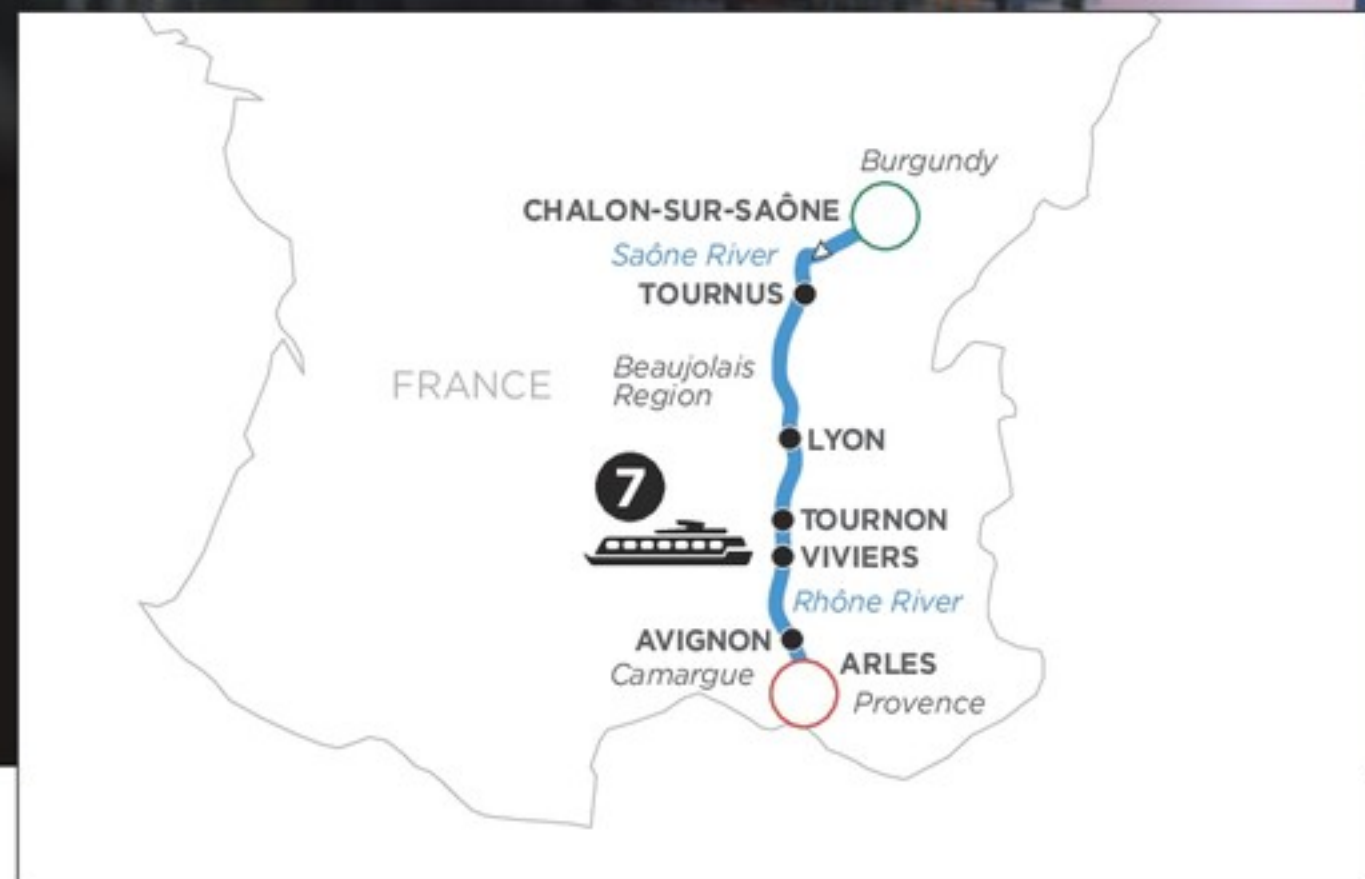 Burgundy
CHALON-SUR-SAÔNE
Saône River
TOURNUS
FRANCE
Beaujolais
Region
LYON
7
TOURNON
VIVIERS
Rhône River
AVIGNON
ARLES
Camargue
Provence